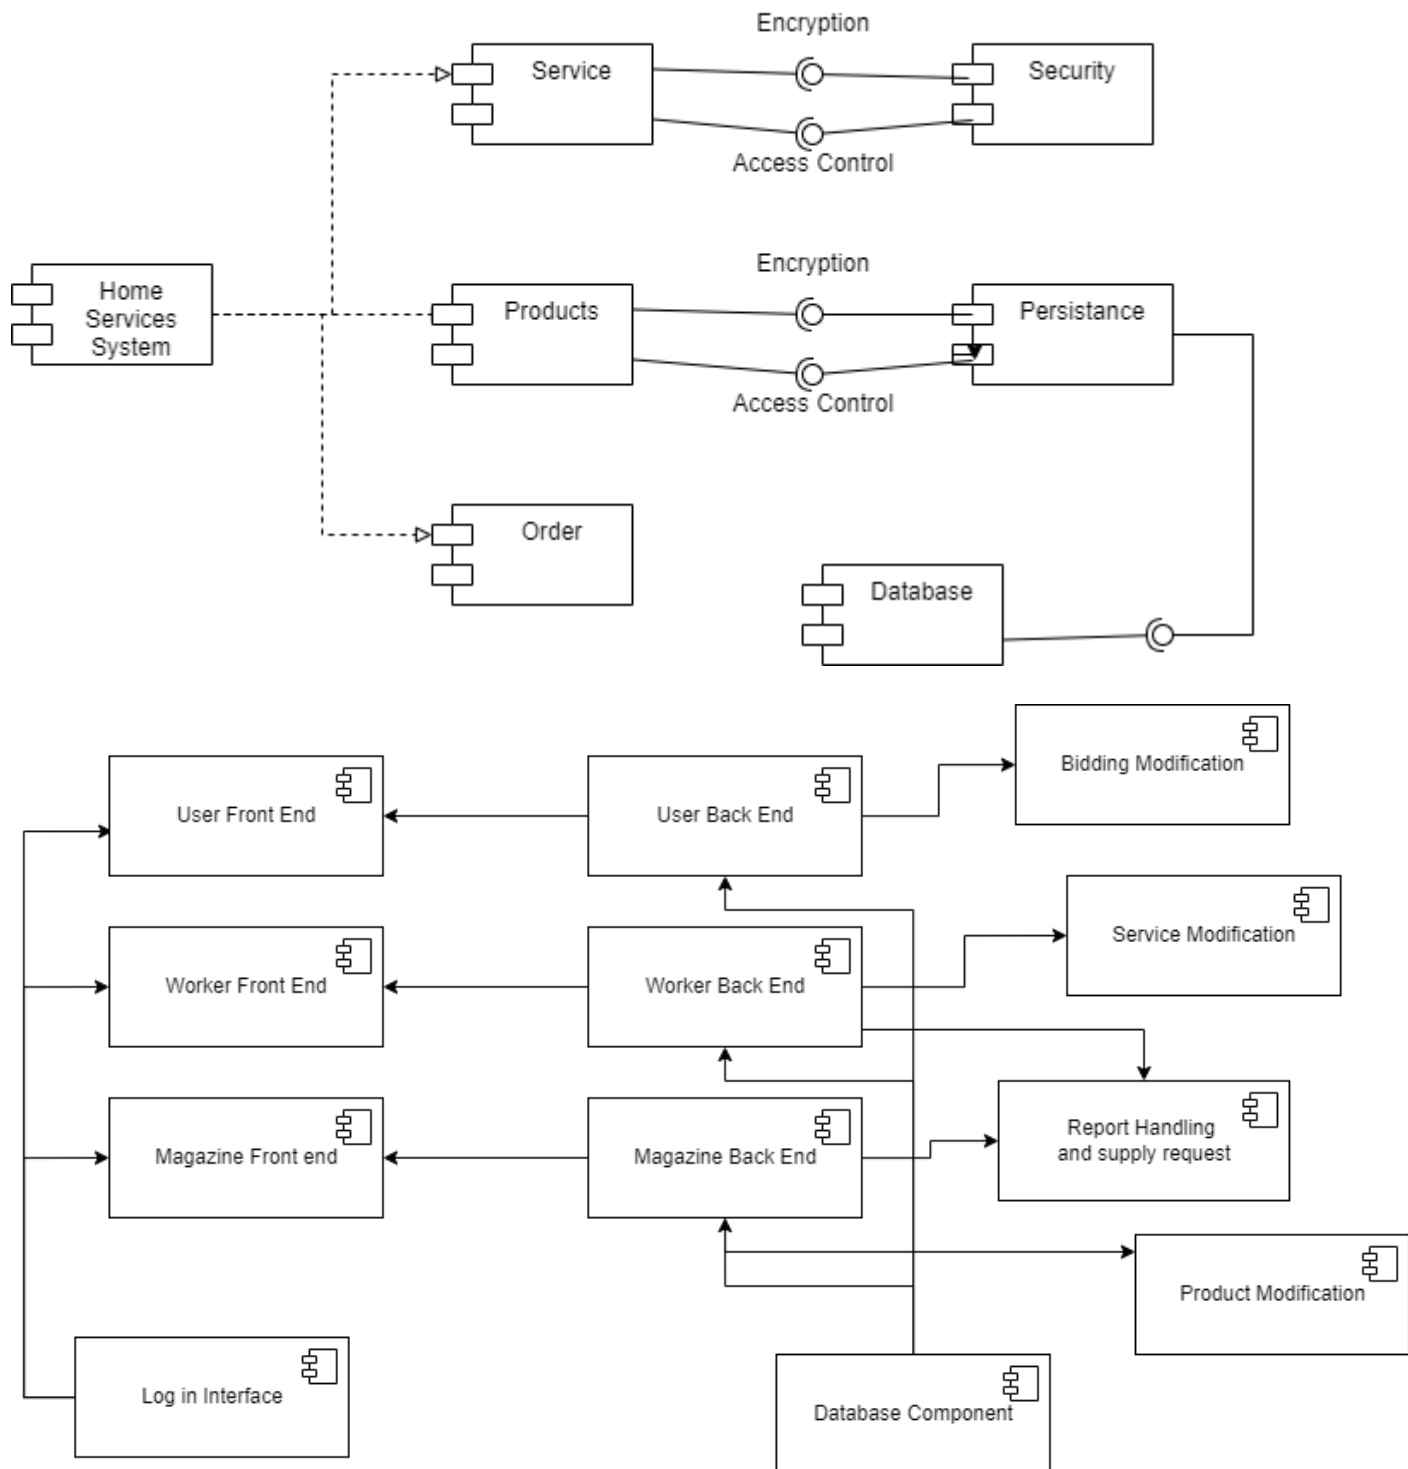 Encryption
Service
Security
Access Control
Encryption
Home
Services
System
Products
Persistance
Access Control
Order
Database
Bidding Modification
User Front End
User Back End
Service Modification
Worker Front End
Worker Back End
Report Handling
and supply request
Magazine Front end
Magazine Back End
Product Modification
Log in Interface
Database Component